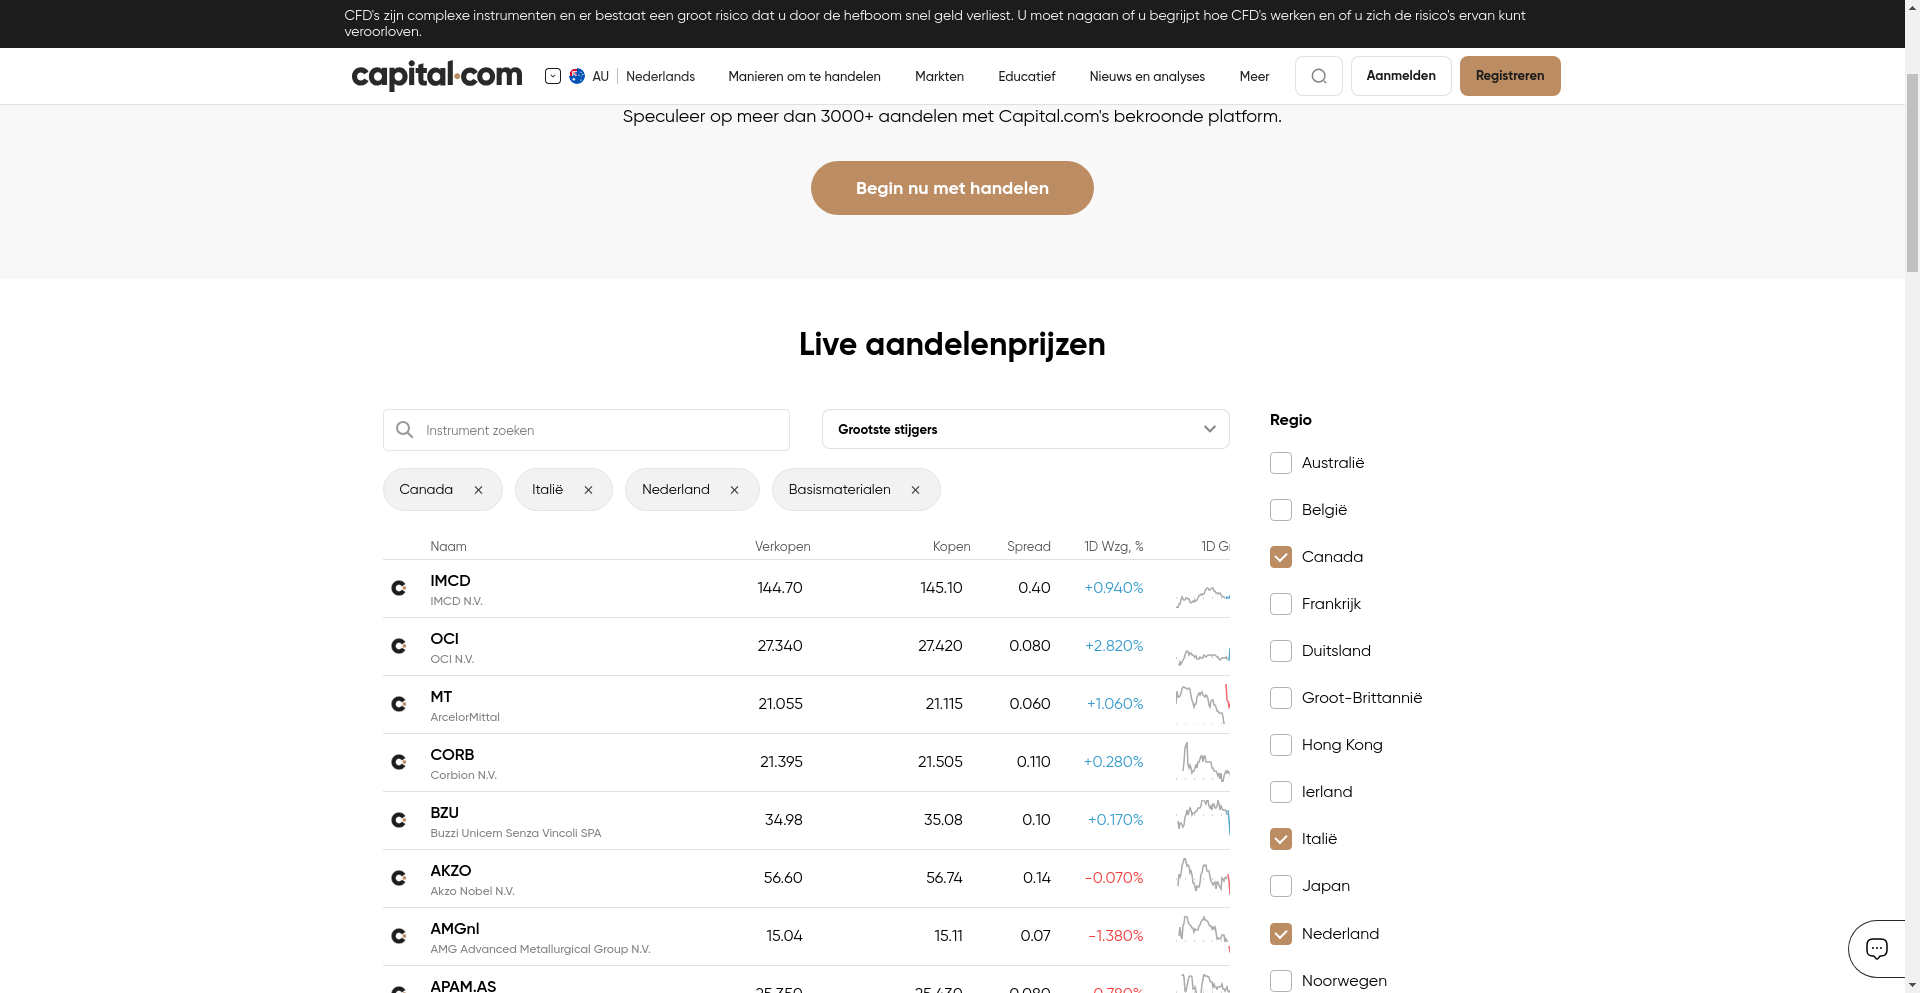 CFD's zijn complexe instrumenten en er bestaat een groot risico dat u door de hefboom snel geld verliest. U moet nagaan of u begrijpt hoe CFD's werken en of u zich de risico's ervan kunt
veroorloven.
capital.com AU Nederlands Manieren om te handelen Markten Educatief Nieuws en analyses Meer Aanmelden Registreren
Speculeer op meer dan 3000+ aandelen met Capital.com's bekroonde platform.
Begin nu met handelen
Live aandelenprijzen
Instrument zoeken
Grootste stijgers
Canada × Italië × Nederland × Basismaterialen ×
Naam Verkopen Kopen Spread 1D Wzg, % 1D
IMCD 144.70 145.10 0.40 +0.940%
IMCD N.V.
OCI 27.340 27.420 0.080 +2.820%
OCI N.V.
MT 21.055 21.115 0.060 +1.060%
ArcelorMittal
CORB 21.395 21.505 0.110 +0.280%
Corbion N.V.
BZU 34.98 35.08 0.10 +0.170%
Buzzi Unicem Senza Vincoli SPA
AKZO 56.60 56.74 0.14 -0.070%
Akzo Nobel N.V.
AMGnl 15.04 15.11 0.07 -1.380%
AMG Advanced Metallurgical Group N.V.
APAM.AS 25.350 25.430 0.080 -0.780%
Regio
Australië
België
Canada
Frankrijk
Duitsland
Groot-Brittannië
Hong Kong
Ierland
Italië
Japan
Nederland
Noorwegen